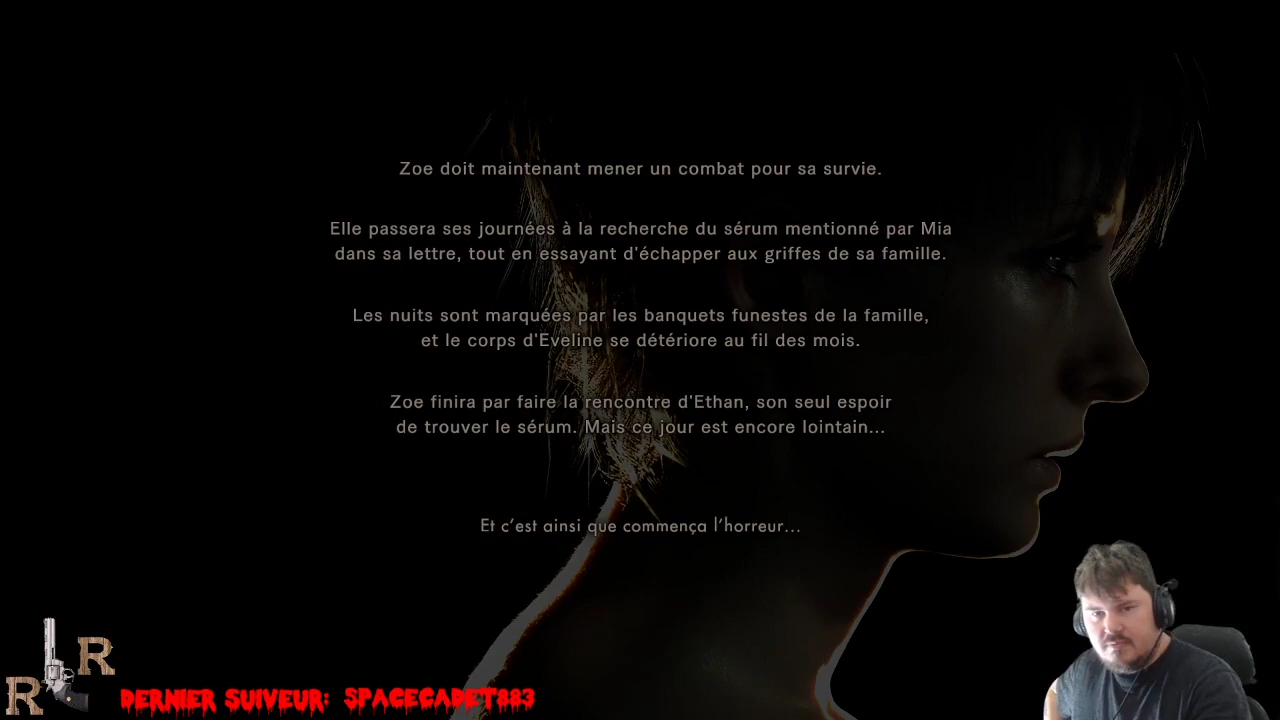 Zoe doit maintenant mener un combat pour sa survie.
Elle passera ses journées à la recherche du sérum mentionné par Mia
dans sa lettre, tout en essayant d'échapper aux griffes de sa famille.
Les nuits sont marquées par les banquets funestes de la famille,
et le corps d'Eveline se détériore au fil des mois.
Zoe finira par faire la rencontre d'Ethan, son seul espoir
de trouver le sérum. Mais ce jour est encore lointain...
Et c'est ainsi que commença l'horreur...
R
R
DERNIER SUIVEUR: SPACECADET883